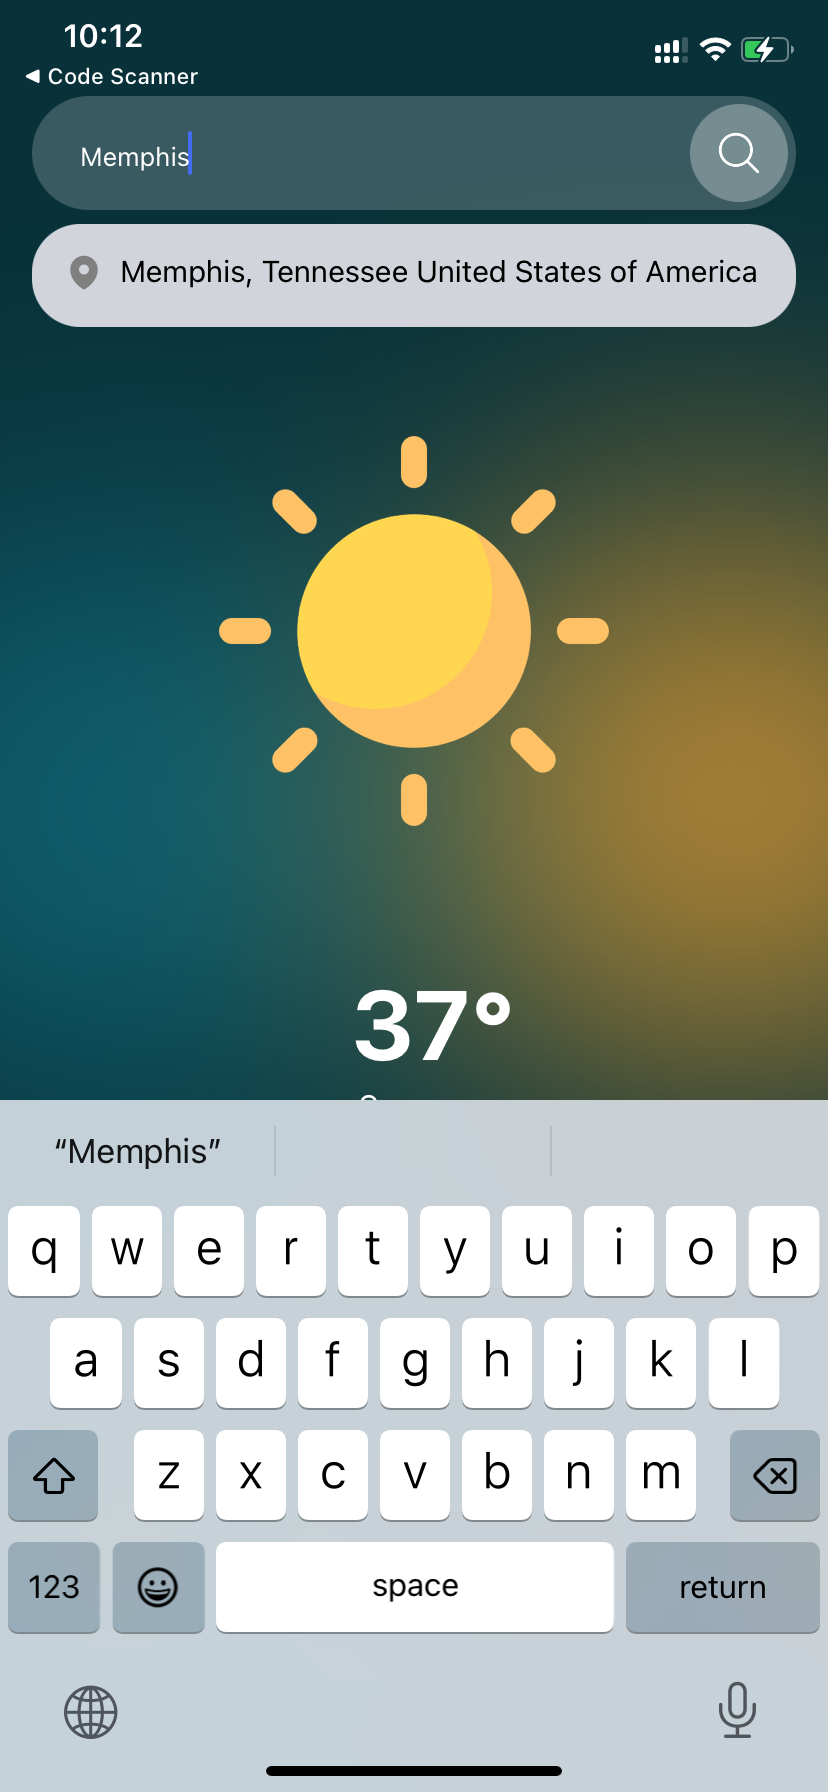 10:12
◀ Code Scanner
Memphis
Memphis, Tennessee United States of America
37°
“Memphis”
q w e r t y u i o p
a s d f g h j k l
z x c v b n m
123 space return